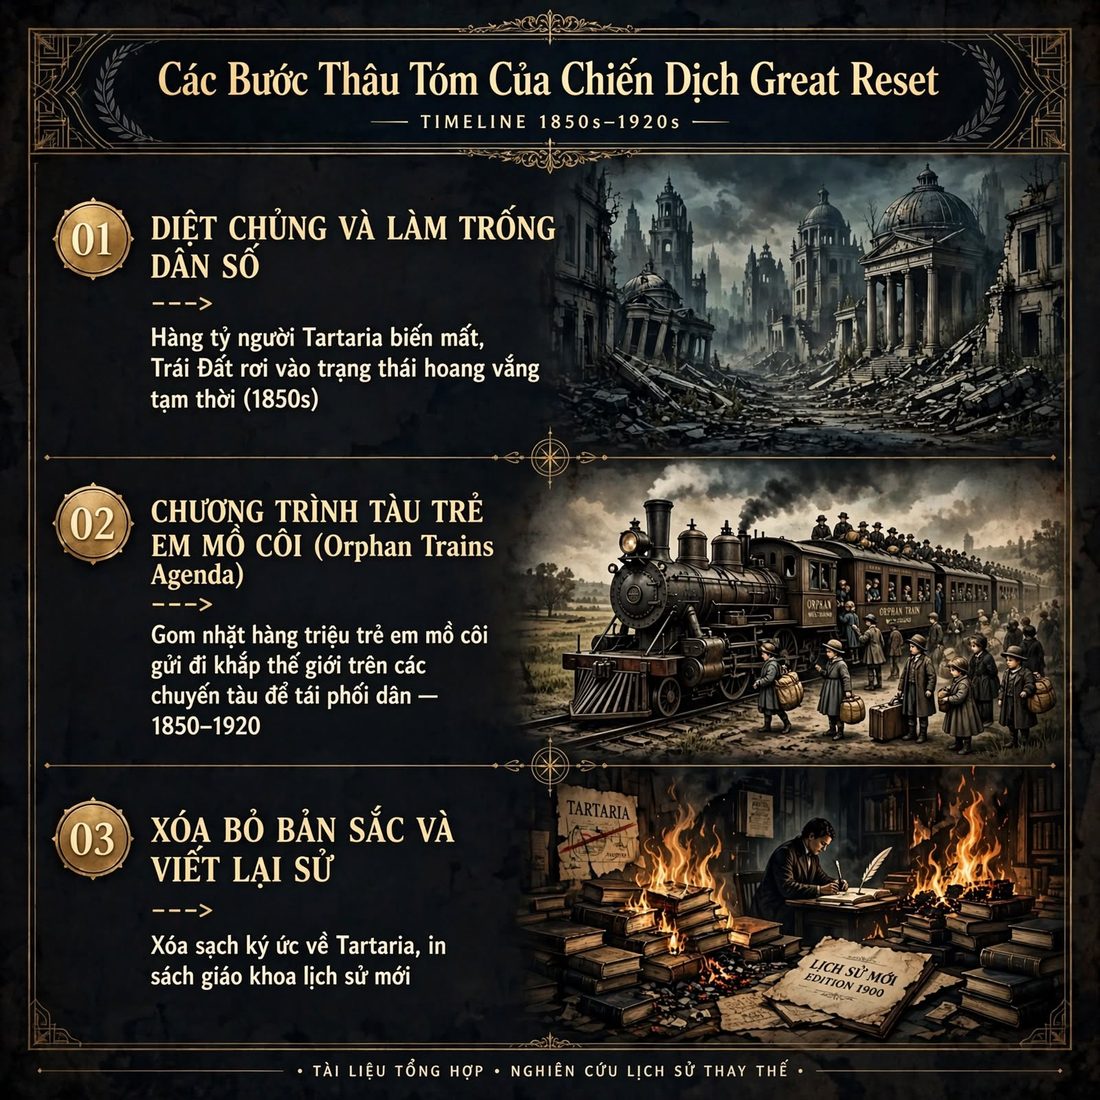 Các Bước Thâu Tóm Của Chiến Dịch Great Reset
TIMELINE 1850s–1920s
01
DIỆT CHỦNG VÀ LÀM TRỐNG
DÂN SỐ
--->
Hàng tỷ người Tartaria biến mất,
Trái Đất rơi vào trạng thái hoang vắng
tạm thời (1850s)
02
CHƯƠNG TRÌNH TÀU TRẺ
EM MỒ CÔI (Orphan Trains
Agenda)
--->
Gom nhặt hàng triệu trẻ em mồ côi
gửi đi khắp thế giới trên các
chuyến tàu để tái phối dân —
1850–1920
ORPHAN
ORPHAN TRAIN
03
XÓA BỎ BẢN SẮC VÀ
VIẾT LẠI SỬ
--->
Xóa sạch ký ức về Tartaria, in
sách giáo khoa lịch sử mới
TARTARIA
LỊCH SỬ MỚI
EDITION 1900
• TÀI LIỆU TỔNG HỢP • NGHIÊN CỨU LỊCH SỬ THAY THẾ •